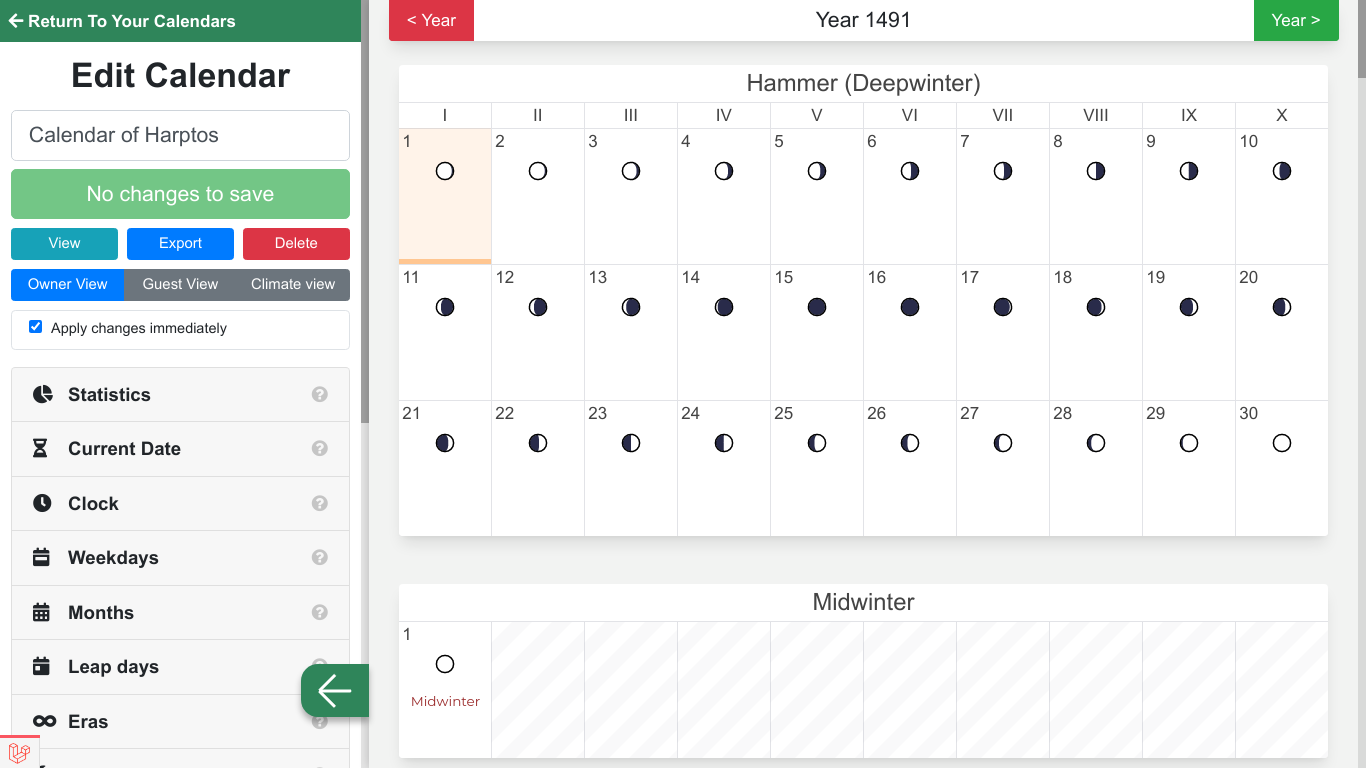 Return To Your Calendars
Edit Calendar
Calendar of Harptos
No changes to save
View Export Delete
Owner View Guest View Climate view
Apply changes immediately
Statistics
Current Date
Clock
Weekdays
Months
Leap days
Eras
< Year Year 1491 Year >
Hammer (Deepwinter)
I II III IV V VI VII VIII IX X
1 2 3 4 5 6 7 8 9 10
11 12 13 14 15 16 17 18 19 20
21 22 23 24 25 26 27 28 29 30
Midwinter
1
Midwinter